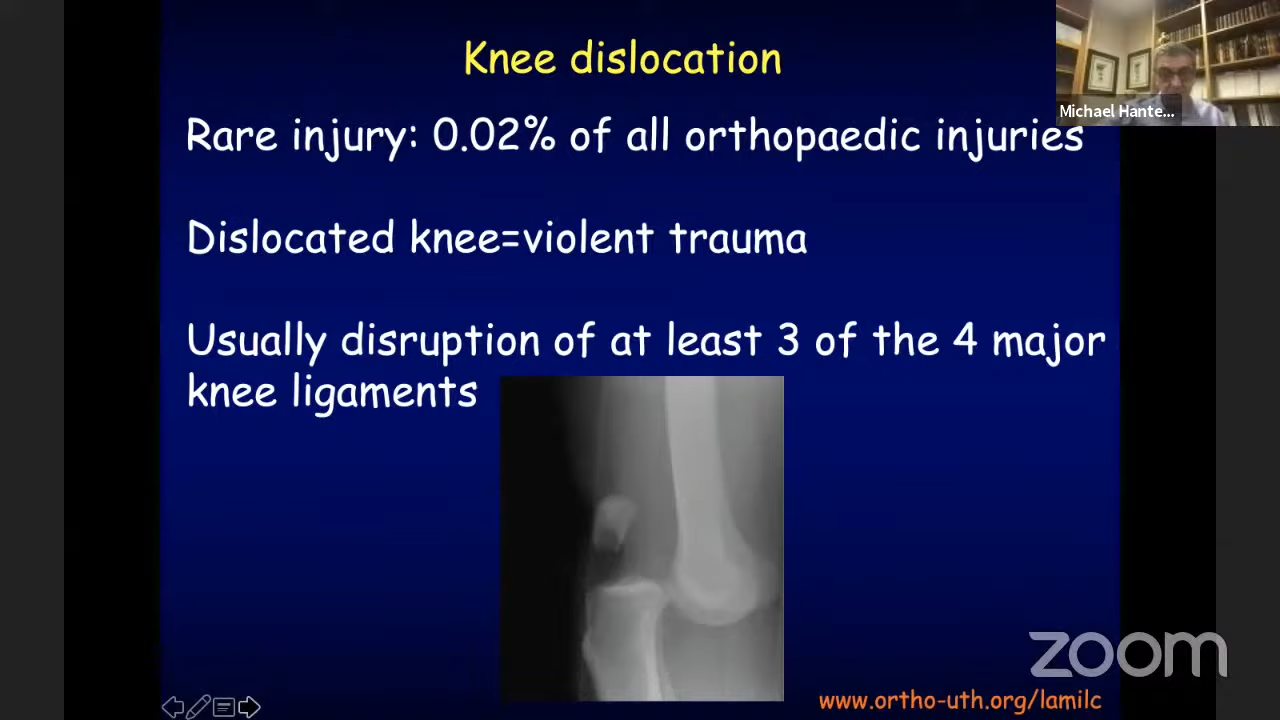 Knee dislocation
Michael Hante...
Rare injury: 0.02% of all orthopaedic injuries
Dislocated knee=violent trauma
Usually disruption of at least 3 of the 4 major
knee ligaments
zoom
www.ortho-uth.org/lamilc